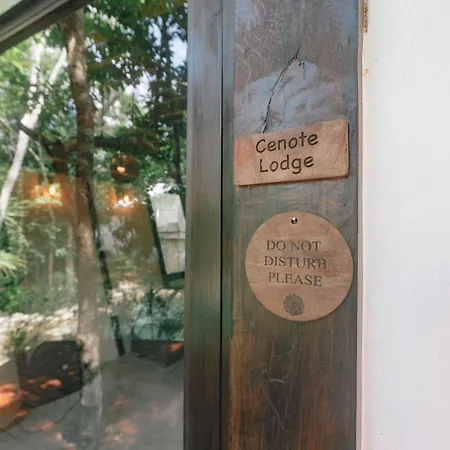 Cenote
Lodge
DO NOT
DISTURB
PLEASE